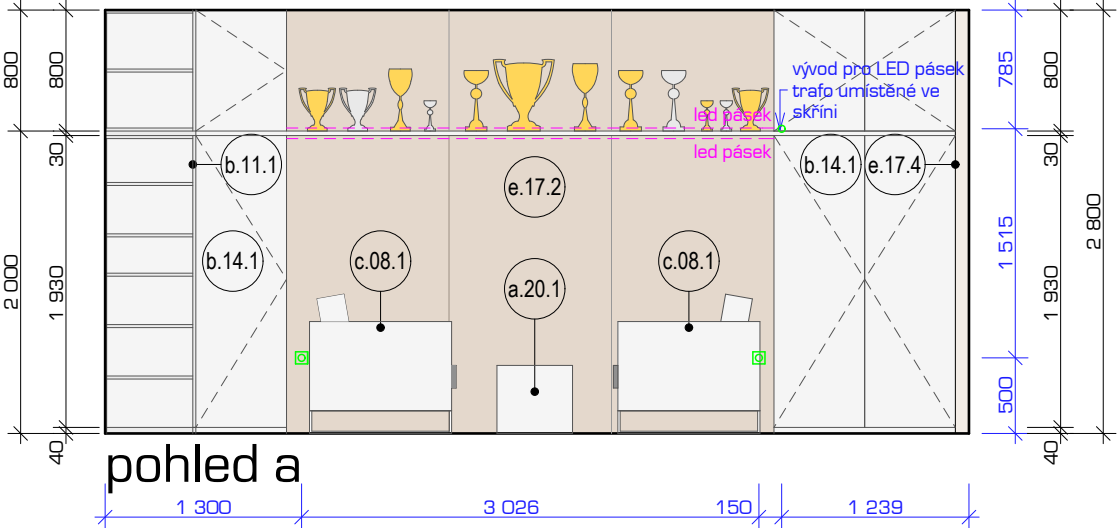 800
800
30
2 000
1 930
40
vývod pro LED pásek
trafo umístěné ve
skříni
led pásek
led pásek
b.11.1
e.17.2
b.14.1
e.17.4
b.14.1
c.08.1
a.20.1
c.08.1
785
800
30
1 515
2 800
1 930
500
40
pohled a
1 300
3 026
150
1 239